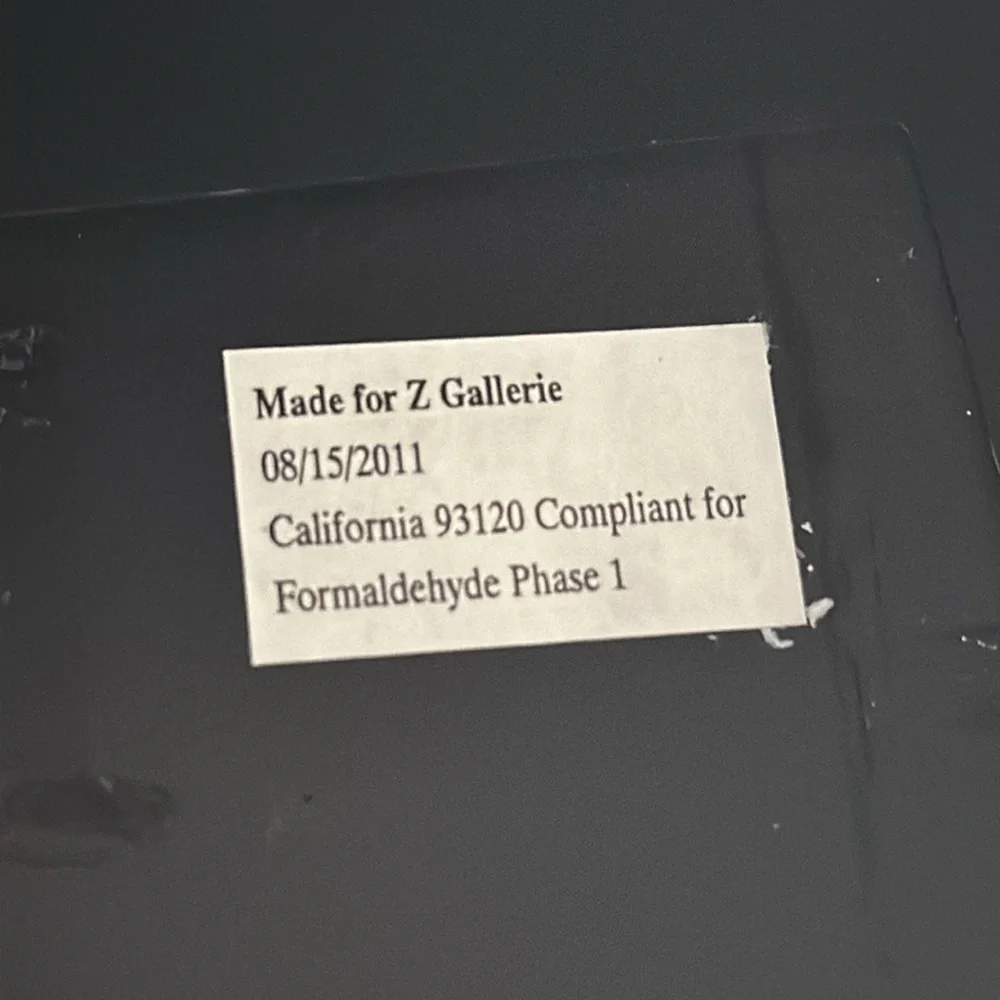 Made for Z Gallerie
08/15/2011
California 93120 Compliant for
Formaldehyde Phase 1